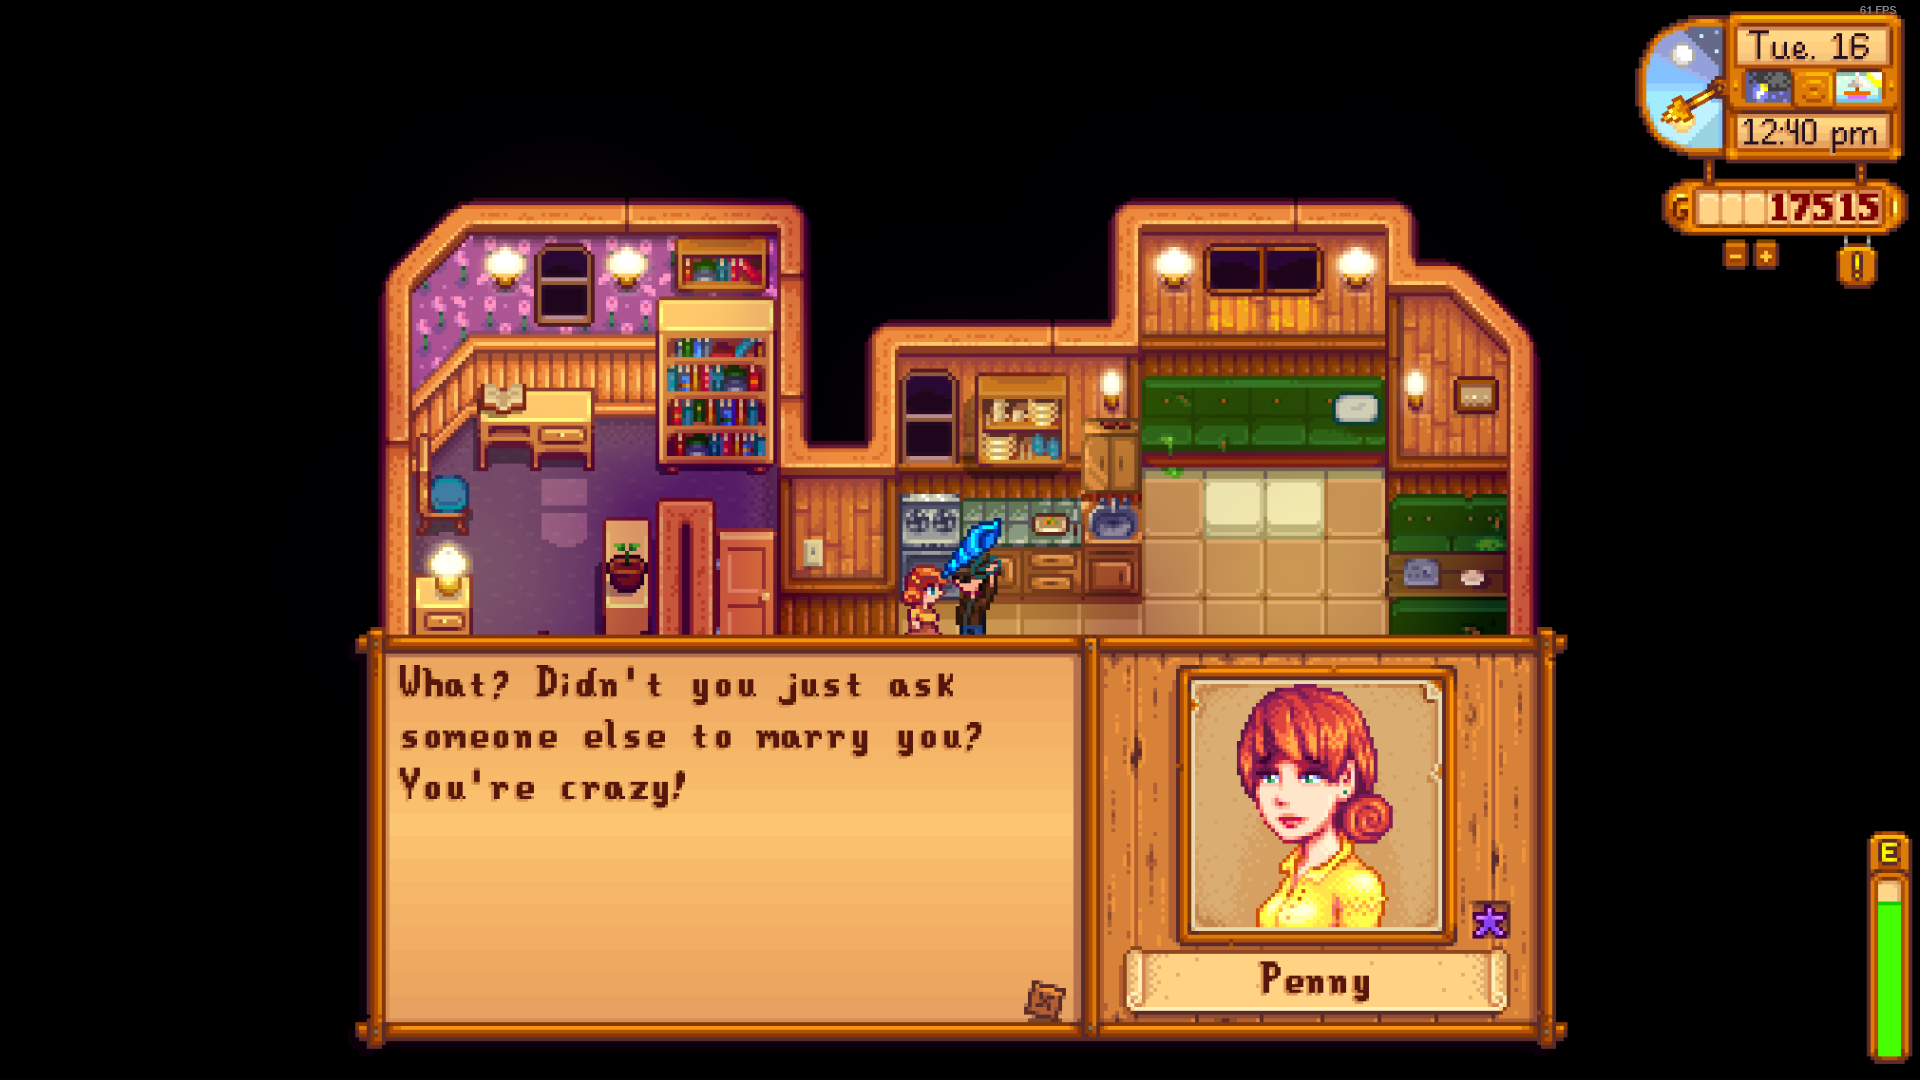 61 FPS
Tue. 16
12:40 pm
G 17515
What? Didn't you just ask
someone else to marry you?
You're crazy!
Penny
E